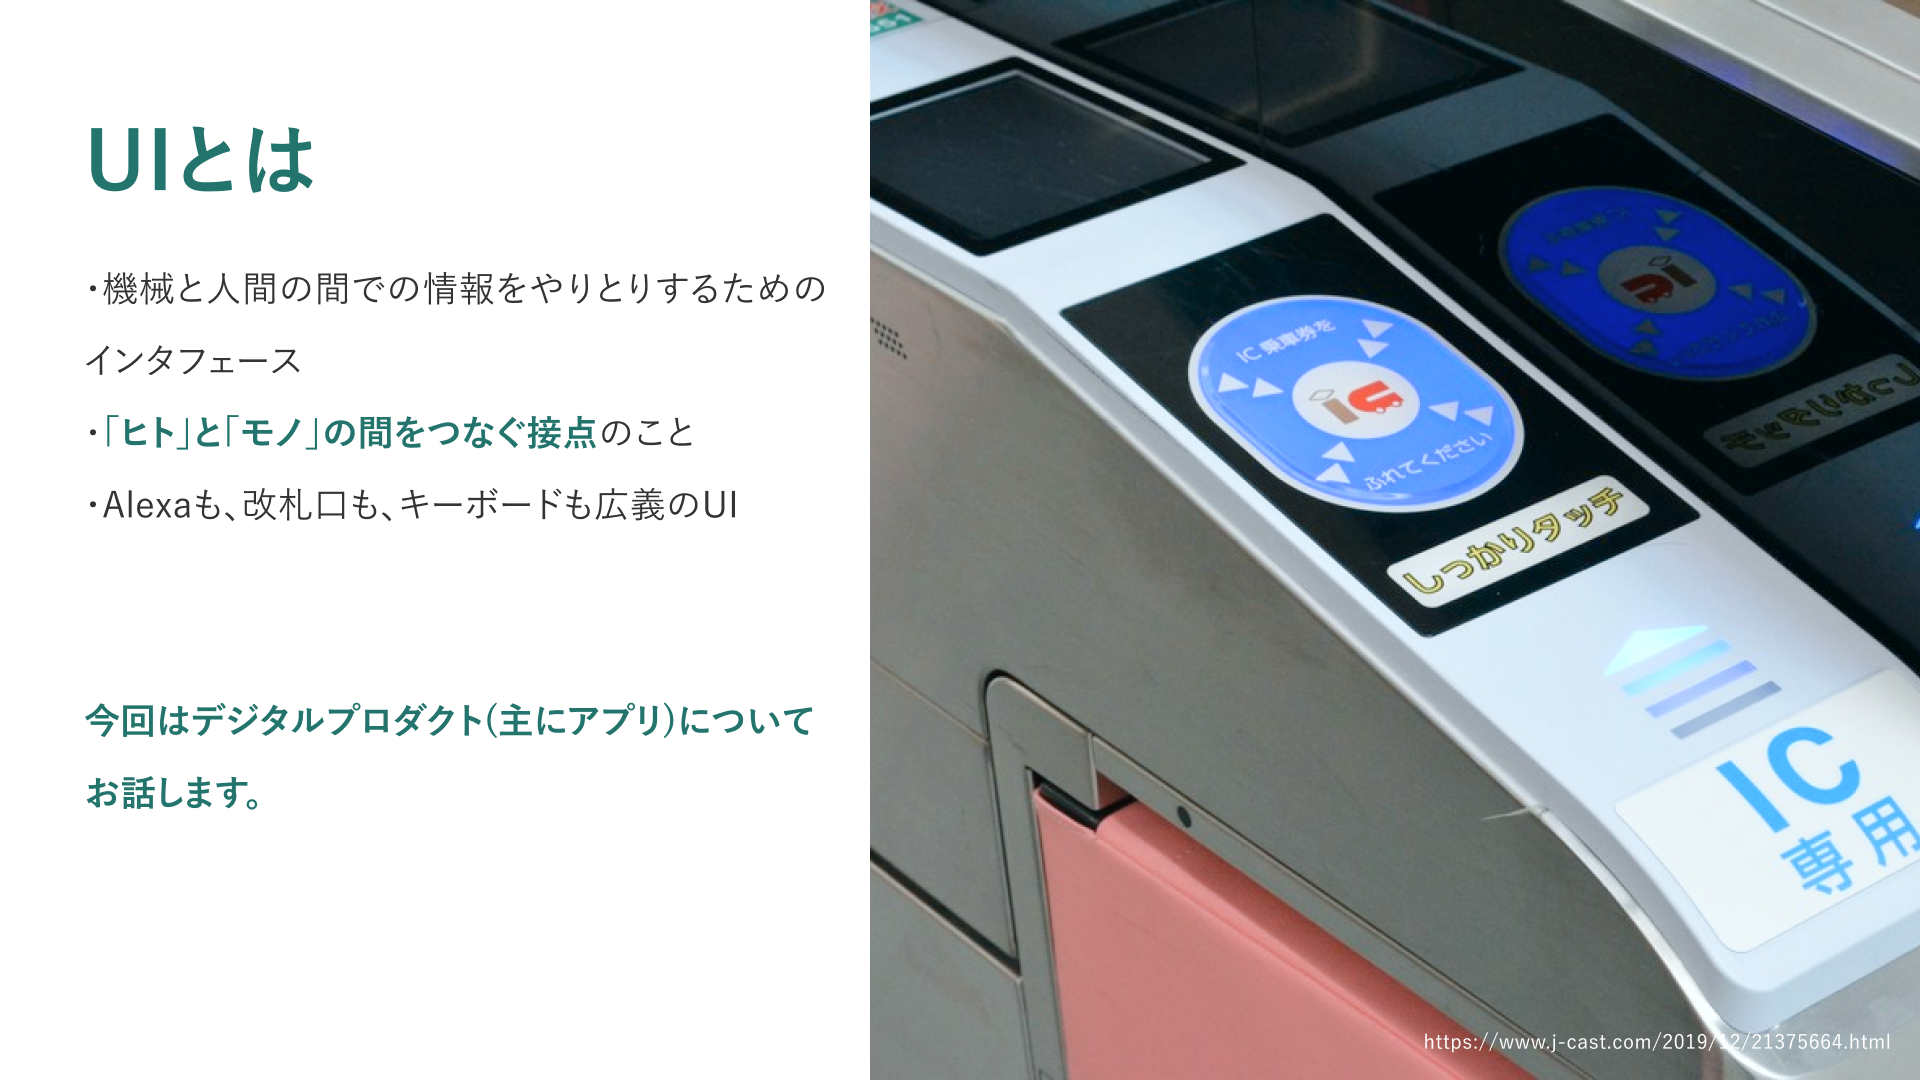 UIとは
・機械と人間の間での情報をやりとりするための
インタフェース
・「ヒト」と「モノ」の間をつなぐ接点のこと
・Alexaも、改札口も、キーボードも広義のUI
今回はデジタルプロダクト(主にアプリ)について
お話します。
IC 乗車券を
IC
ふれてください
しっかりタッチ
IC
専用
https://www.j-cast.com/2019/12/21375664.html